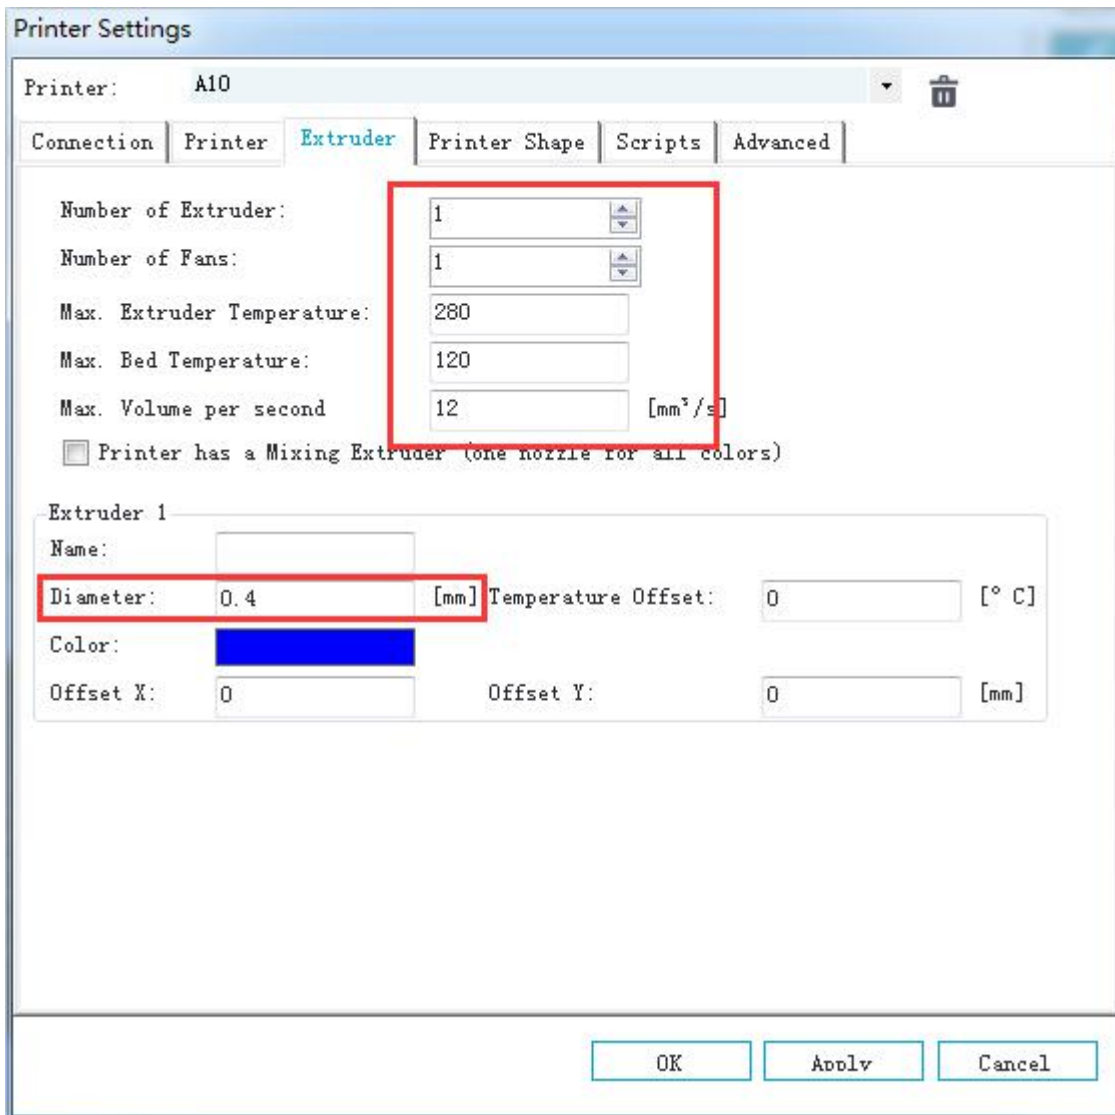 Printer Settings
Printer: A10
Connection Printer Extruder Printer Shape Scripts Advanced
Number of Extruder: 1
Number of Fans: 1
Max. Extruder Temperature: 280
Max. Bed Temperature: 120
Max. Volume per second 12 [mm³/s]
Printer has a Mixing Extruder (one nozzle for all colors)
Extruder 1
Name:
Diameter: 0.4 [mm] Temperature Offset: 0 [° C]
Color:
Offset X: 0 Offset Y: 0 [mm]
OK Apply Cancel